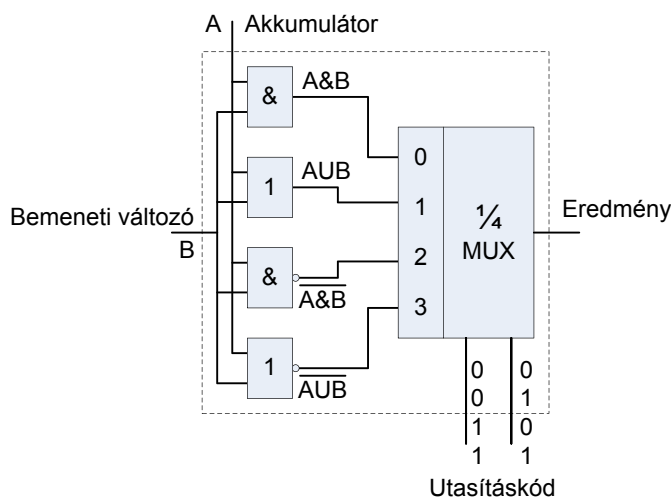 A Akkumulátor
& A&B
1 AUB
Bemeneti változó
B
& A&B
1 AUB
0
1
2
3
¼
MUX
Eredmény
0 0
0 1
1 0
1 1
Utasításkód